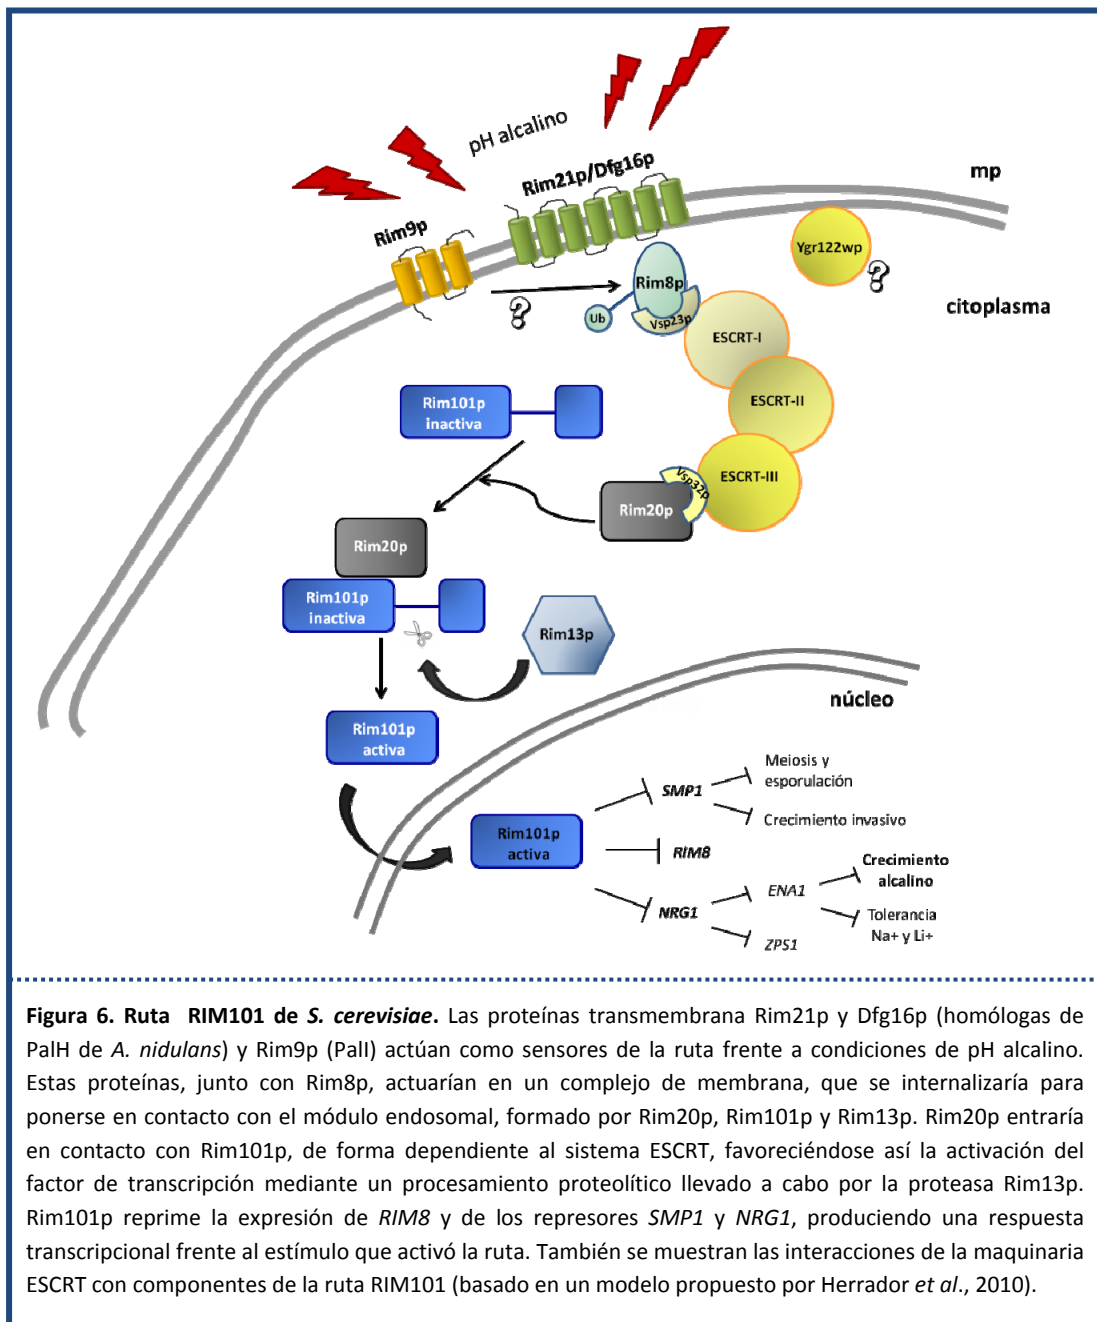 pH alcalino
Rim21p/Dfg16p
mp
Rim9p
Ygr122wp
?
Rim8p
citoplasma
?
Ub
Vsp23p
ESCRT-I
Rim101p
inactiva
ESCRT-II
Vsp32p
ESCRT-III
Rim20p
Rim20p
Rim101p
inactiva
Rim13p
núcleo
Rim101p
activa
Meiosis y
esporulación
SMP1
Crecimiento invasivo
Rim101p
activa
RIM8
Crecimiento
alcalino
ENA1
NRG1
Tolerancia
Na+ y Li+
ZPS1
Figura 6. Ruta RIM101 de S. cerevisiae. Las proteínas transmembrana Rim21p y Dfg16p (homólogas de
PalH de A. nidulans) y Rim9p (PalI) actúan como sensores de la ruta frente a condiciones de pH alcalino.
Estas proteínas, junto con Rim8p, actuarían en un complejo de membrana, que se internalizaría para
ponerse en contacto con el módulo endosomal, formado por Rim20p, Rim101p y Rim13p. Rim20p entraría
en contacto con Rim101p, de forma dependiente al sistema ESCRT, favoreciéndose así la activación del
factor de transcripción mediante un procesamiento proteolítico llevado a cabo por la proteasa Rim13p.
Rim101p reprime la expresión de RIM8 y de los represores SMP1 y NRG1, produciendo una respuesta
transcripcional frente al estímulo que activó la ruta. También se muestran las interacciones de la maquinaria
ESCRT con componentes de la ruta RIM101 (basado en un modelo propuesto por Herrador et al., 2010).